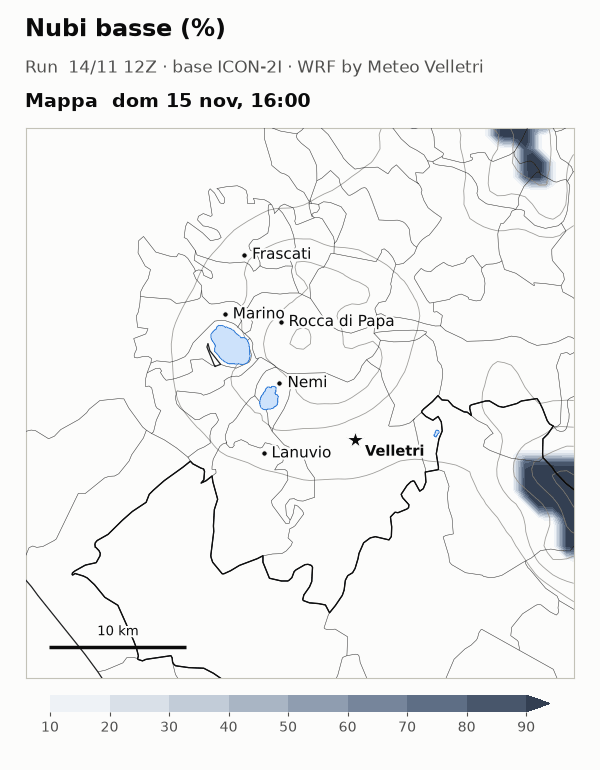 Nubi basse (%)
Run  14/11 12Z · base ICON-2I · WRF by Meteo Velletri
Mappa  dom 15 nov, 16:00
Frascati
Marino
Rocca di Papa
Nemi
Velletri
Lanuvio
10 km
10 20 30 40 50 60 70 80 90